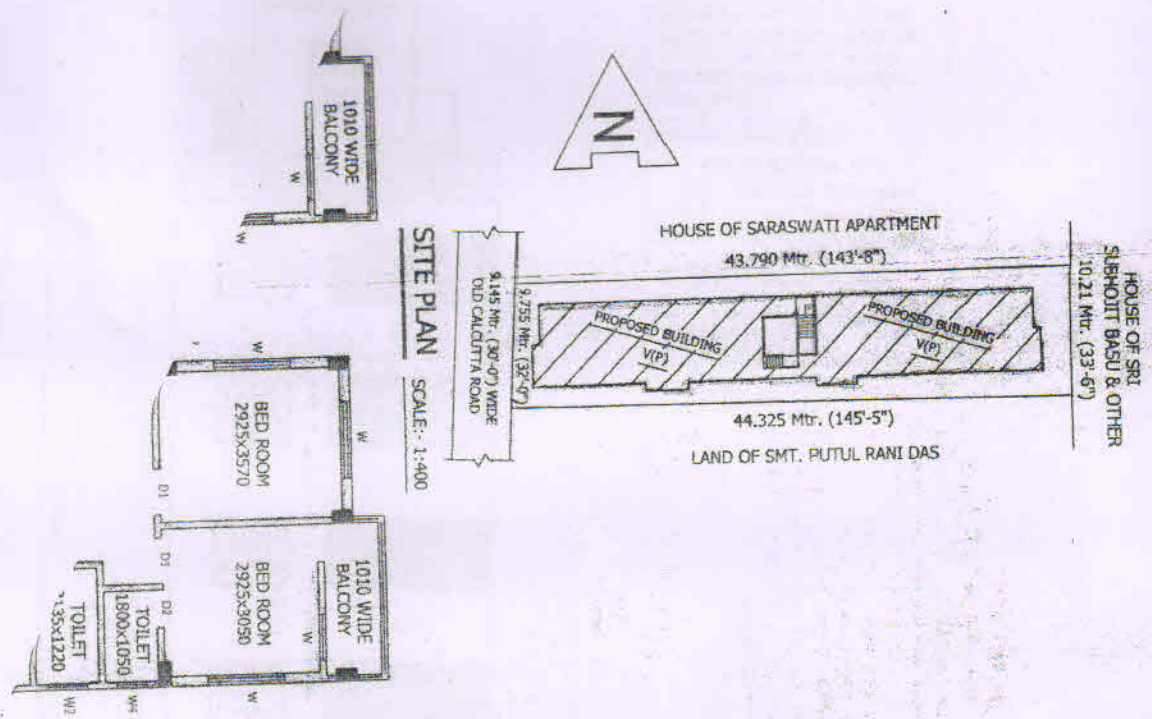 N
HOUSE OF SARASWATI APARTMENT
43.790 Mtr. (143'-8")
HOUSE OF SRI
SUBHOJIT BASU & OTHER
10.21 Mtr. (33'-6")
PROPOSED BUILDING
V(P)
PROPOSED BUILDING
V(P)
9.755 Mtr. (32'-0")
9.145 Mtr. (30'-0") WIDE
OLD CALCUTTA ROAD
44.325 Mtr. (145'-5")
LAND OF SMT. PUTUL RANI DAS
SITE PLAN SCALE:- 1:400
1010 WIDE
BALCONY
W
W
W
W
BED ROOM
2925x3570
D1
D1
1010 WIDE
BALCONY
BED ROOM
2925x3050
W
W
D2
TOILET
1800x1050
TOILET
W2